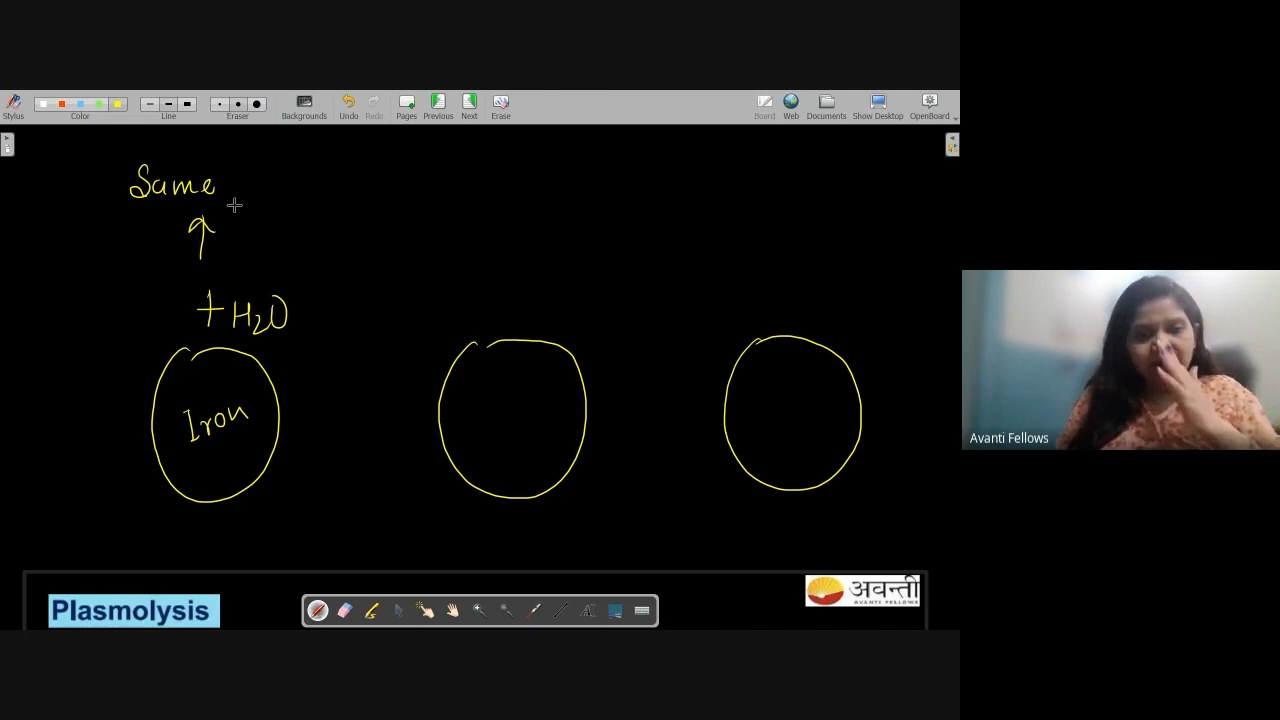 Stylus
Color
Line
Eraser
Backgrounds
Undo
Redo
Pages
Previous
Next
Erase
Board
Web
Documents
Show Desktop
OpenBoard
Same
+ H2O
Iron
Avanti Fellows
Plasmolysis
अवन्ती
AVANTI FELLOWS